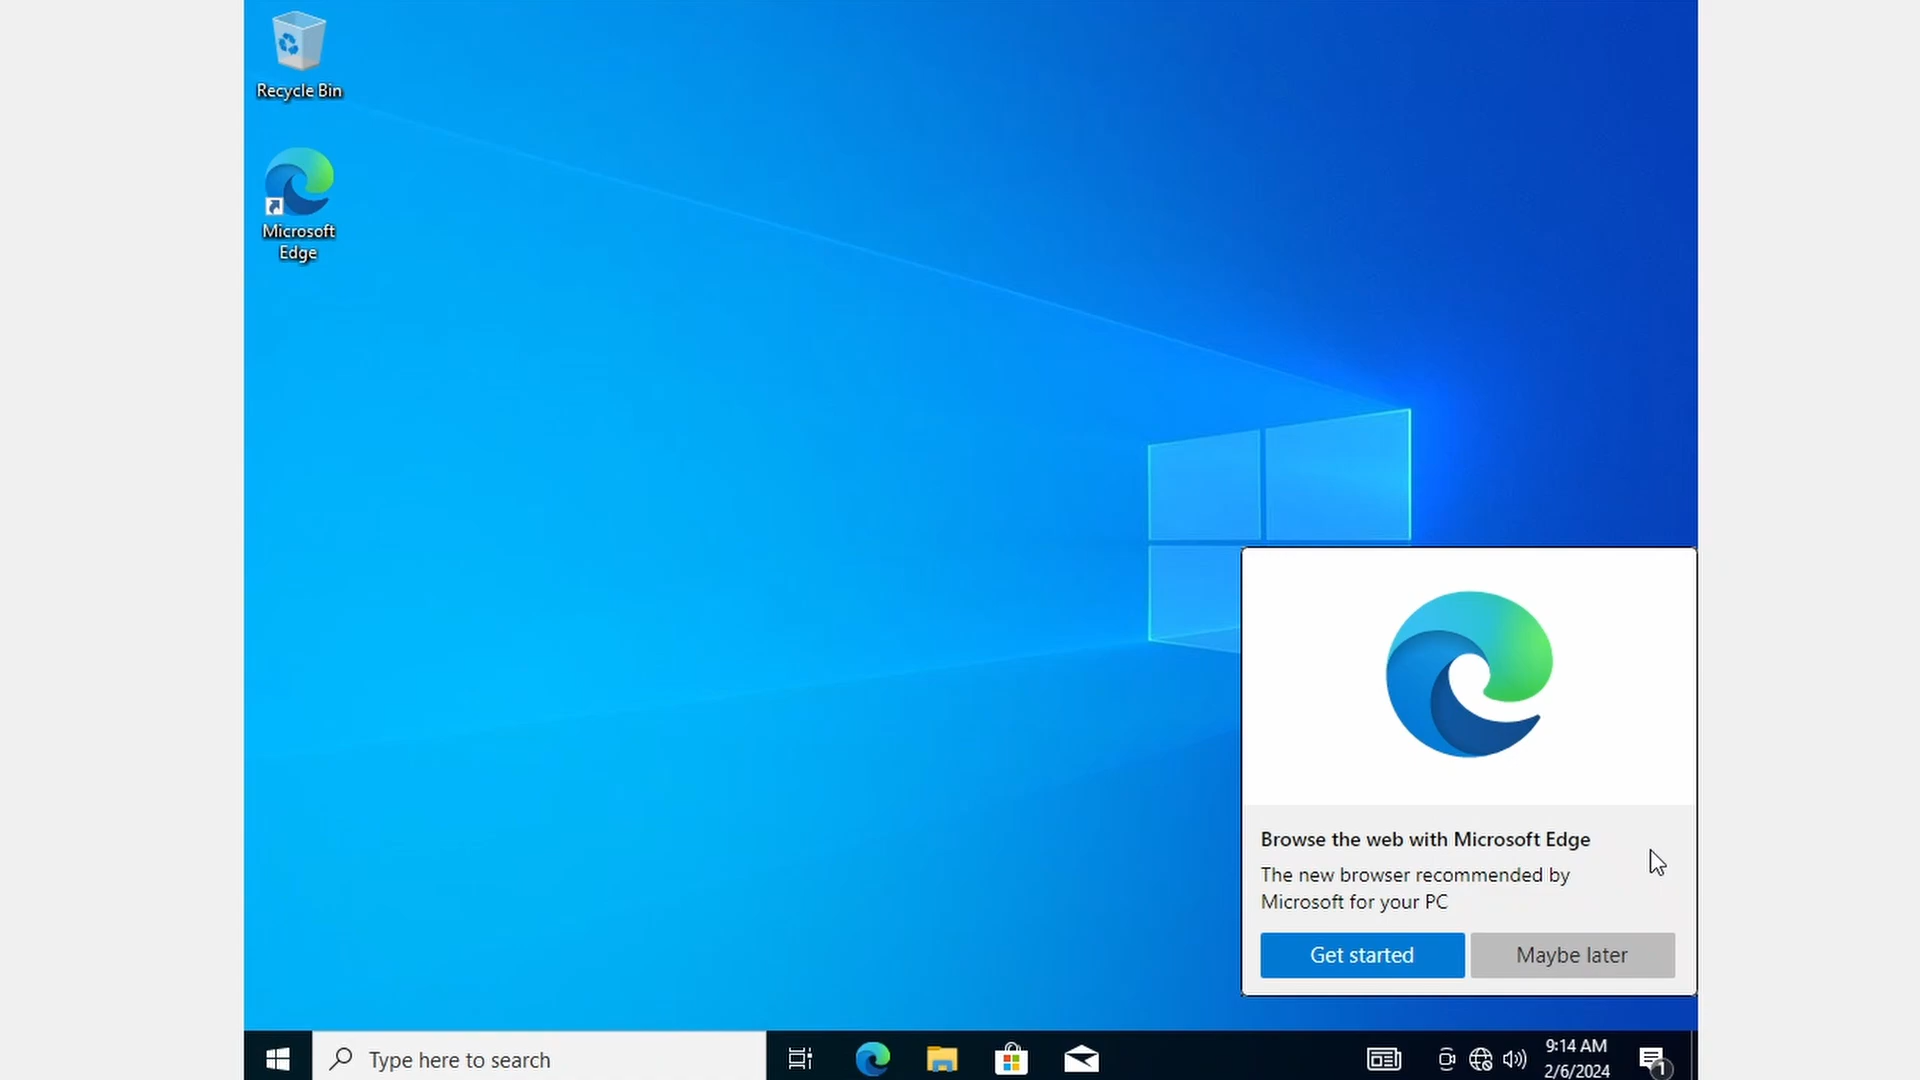 Recycle Bin
Microsoft
Edge
Browse the web with Microsoft Edge
The new browser recommended by
Microsoft for your PC
Get started
Maybe later
Type here to search
9:14 AM
2/6/2024
1